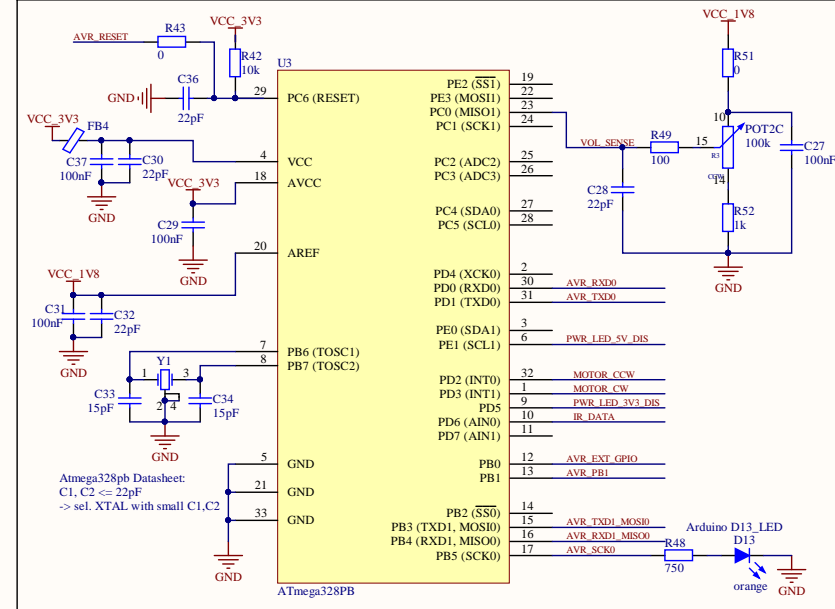 VCC_1V8
R43
VCC_3V3
AVR_RESET
0
R42
10k
R51
0
U3
C36
GND
22pF
29
PC6 (RESET)
PE2 (SS1)
19
PE3 (MOSI1)
22
PC0 (MISO1)
23
PC1 (SCK1)
24
10
POT2C
100k
VCC_3V3
FB4
VOL_SENSE
R49
100
15
R3
14
C27
100nF
C37
100nF
C30
22pF
4
VCC
PC2 (ADC2)
25
PC3 (ADC3)
26
VCC_3V3
18
AVCC
C28
22pF
GND
PC4 (SDA0)
27
PC5 (SCL0)
28
R52
1k
C29
100nF
20
AREF
GND
GND
VCC_1V8
PD4 (XCK0)
2
PD0 (RXD0)
30
AVR_RXD0
PD1 (TXD0)
31
AVR_TXD0
C31
100nF
C32
22pF
PE0 (SDA1)
3
PE1 (SCL1)
6
PWR_LED_5V_DIS
GND
7
PB6 (TOSC1)
8
PB7 (TOSC2)
Y1
1
3
2
4
C33
15pF
C34
15pF
PD2 (INT0)
32
MOTOR_CCW
PD3 (INT1)
1
MOTOR_CW
PD5
9
PWR_LED_3V3_DIS
PD6 (AIN0)
10
IR_DATA
PD7 (AIN1)
11
GND
5
GND
PB0
12
AVR_EXT_GPIO
PB1
13
AVR_PB1
Atmega328pb Datasheet:
C1, C2 <= 22pF
-> sel. XTAL with small C1,C2
21
GND
33
GND
PB2 (SS0)
14
PB3 (TXD1, MOSI0)
15
AVR_TXD1_MOSI0
PB4 (RXD1, MISO0)
16
AVR_RXD1_MISO0
PB5 (SCK0)
17
AVR_SCK0
Arduino D13_LED
R48
750
D13
orange
GND
GND
ATmega328PB